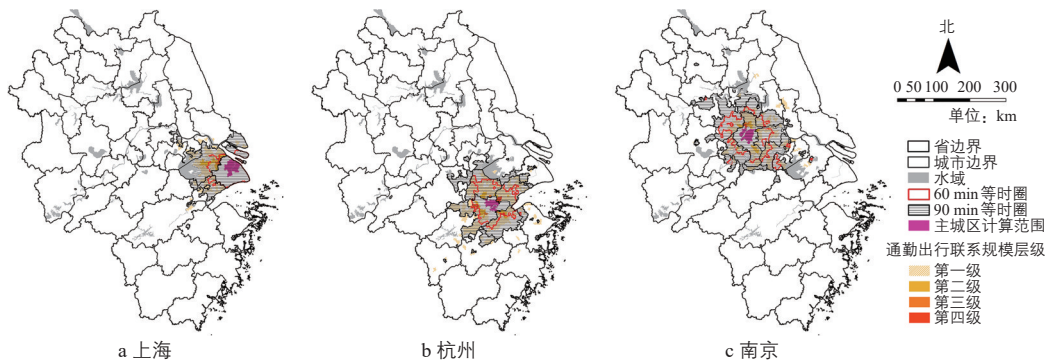 北
0 50 100 200 300
单位：km
省边界
城市边界
水域
60 min 等时圈
90 min 等时圈
主城区计算范围
通勤出行联系规模层级
第一级
第二级
第三级
第四级
a 上海
b 杭州
c 南京